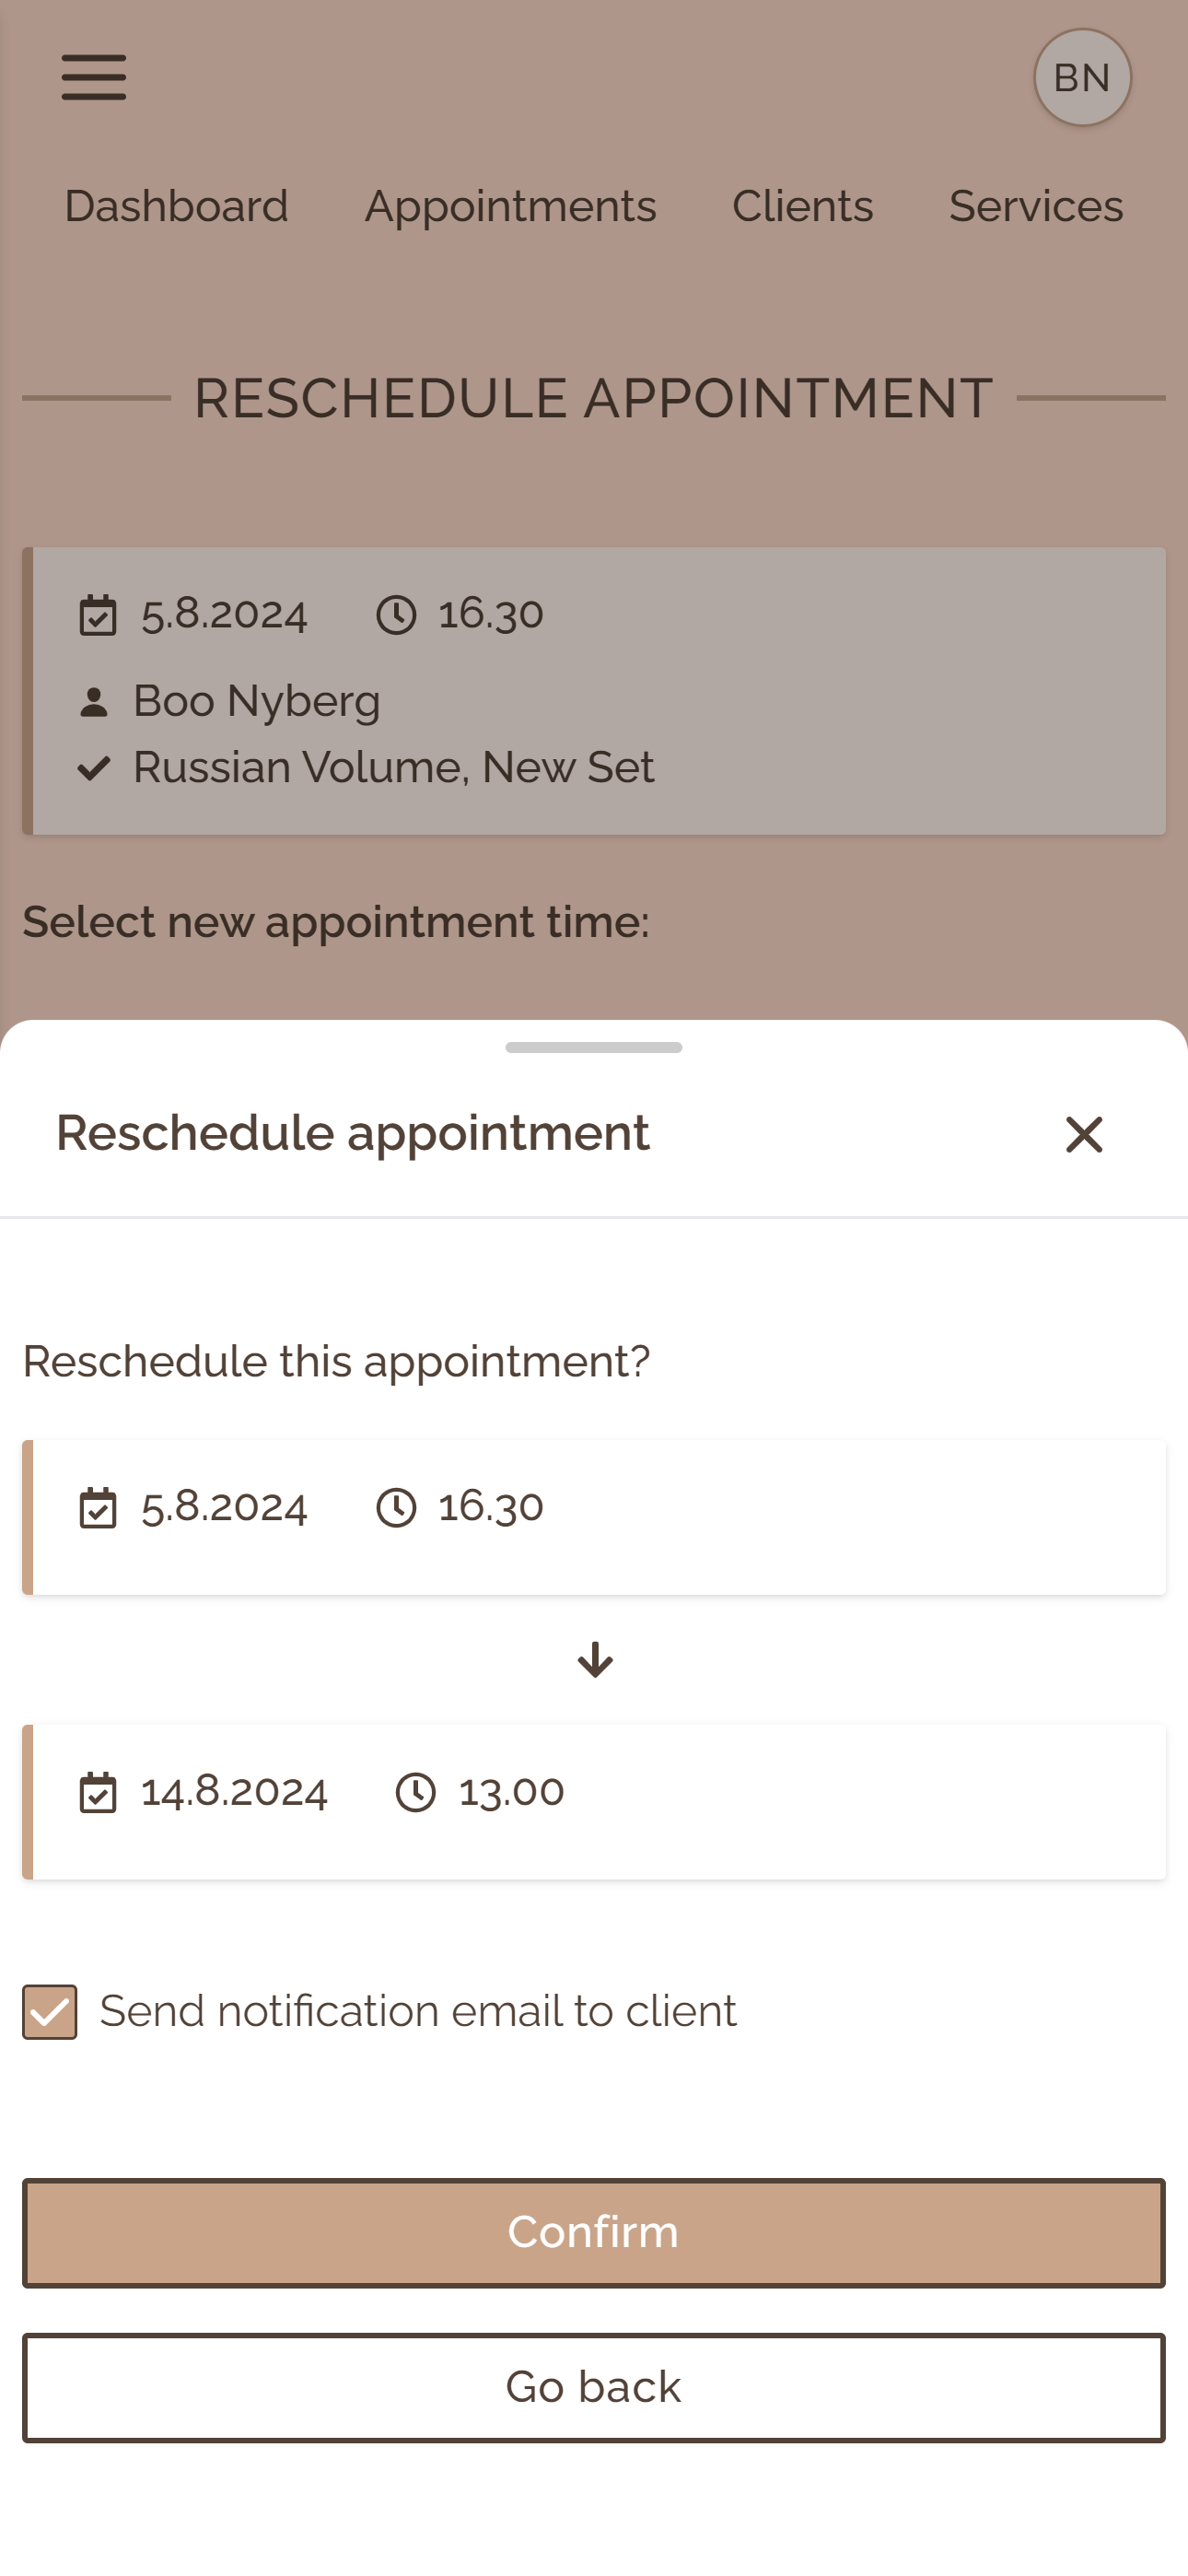 BN
Dashboard Appointments Clients Services
RESCHEDULE APPOINTMENT
5.8.2024 16.30
Boo Nyberg
Russian Volume, New Set
Select new appointment time:
Reschedule appointment
Reschedule this appointment?
5.8.2024 16.30
14.8.2024 13.00
Send notification email to client
Confirm
Go back